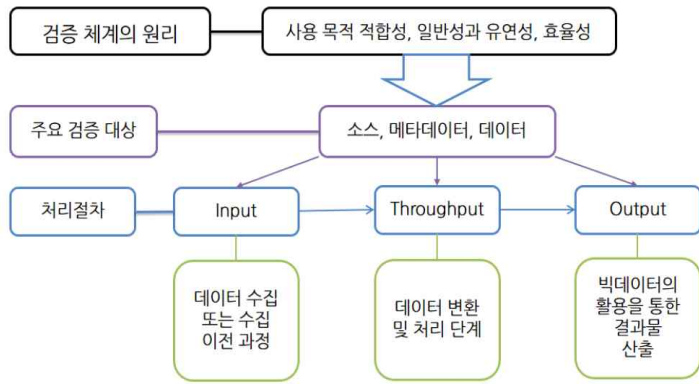 검증 체계의 원리
사용 목적 적합성, 일반성과 유연성, 효율성
주요 검증 대상
소스, 메타데이터, 데이터
처리절차
Input
Throughput
Output
데이터 수집
또는 수집
이전 과정
데이터 변환
및 처리 단계
빅데이터의
활용을 통한
결과물
산출